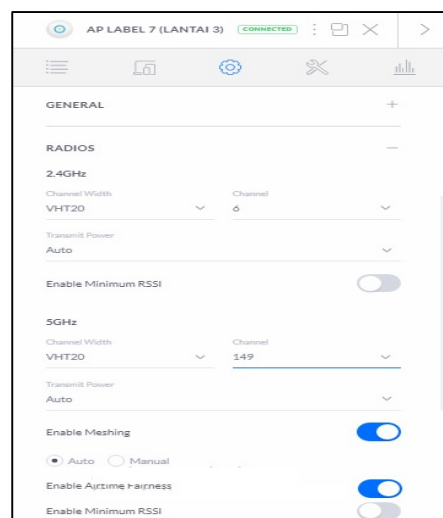 AP LABEL 7 (LANTAI 3) CONNECTED
GENERAL
RADIOS
2.4GHz
Channel Width Channel
VHT20 6
Transmit Power
Auto
Enable Minimum RSSI
5GHz
Channel Width Channel
VHT20 149
Transmit Power
Auto
Enable Meshing
Auto Manual
Enable Airtime Fairness
Enable Minimum RSSI